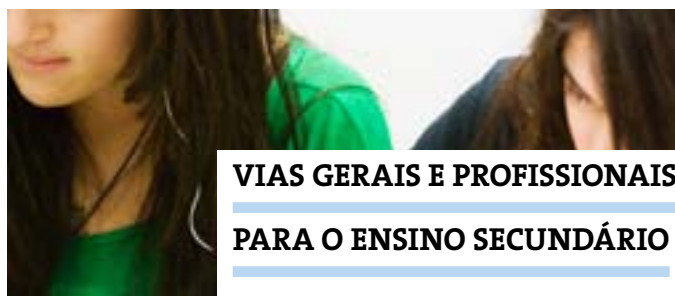 VIAS GERAIS E PROFISSIONAIS
PARA O ENSINO SECUNDÁRIO